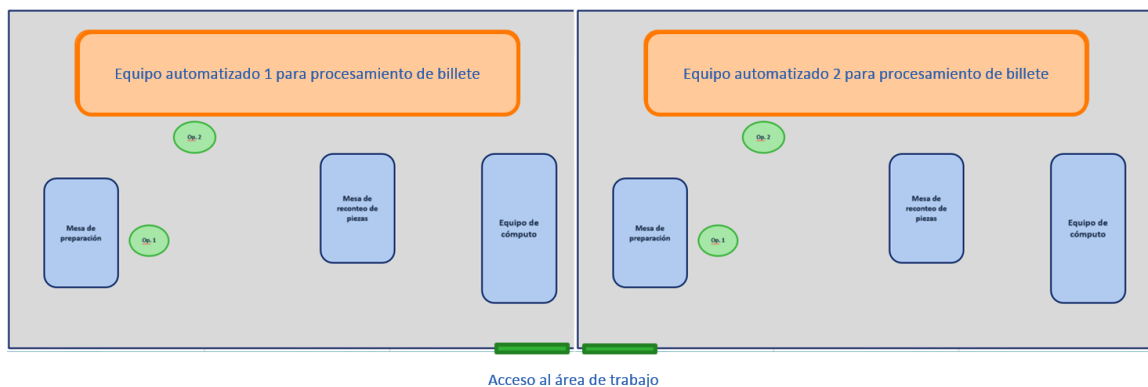 Equipo automatizado 1 para procesamiento de billete
Equipo automatizado 2 para procesamiento de billete
Op. 2
Op. 2
Mesa de
reconteo de
piezas
Mesa de
reconteo de
piezas
Mesa de
preparación
Op. 1
Equipo de
cómputo
Mesa de
preparación
Op. 1
Equipo de
cómputo
Acceso al área de trabajo